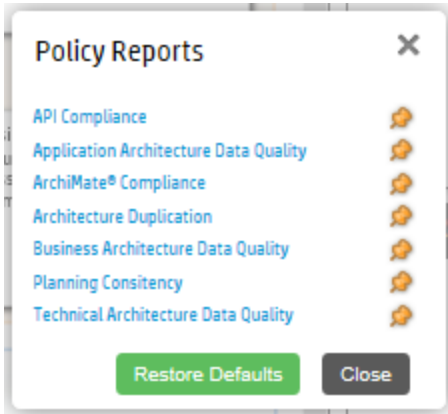 Policy Reports
API Compliance
Application Architecture Data Quality
ArchiMate® Compliance
Architecture Duplication
Business Architecture Data Quality
Planning Consitency
Technical Architecture Data Quality
Restore Defaults
Close